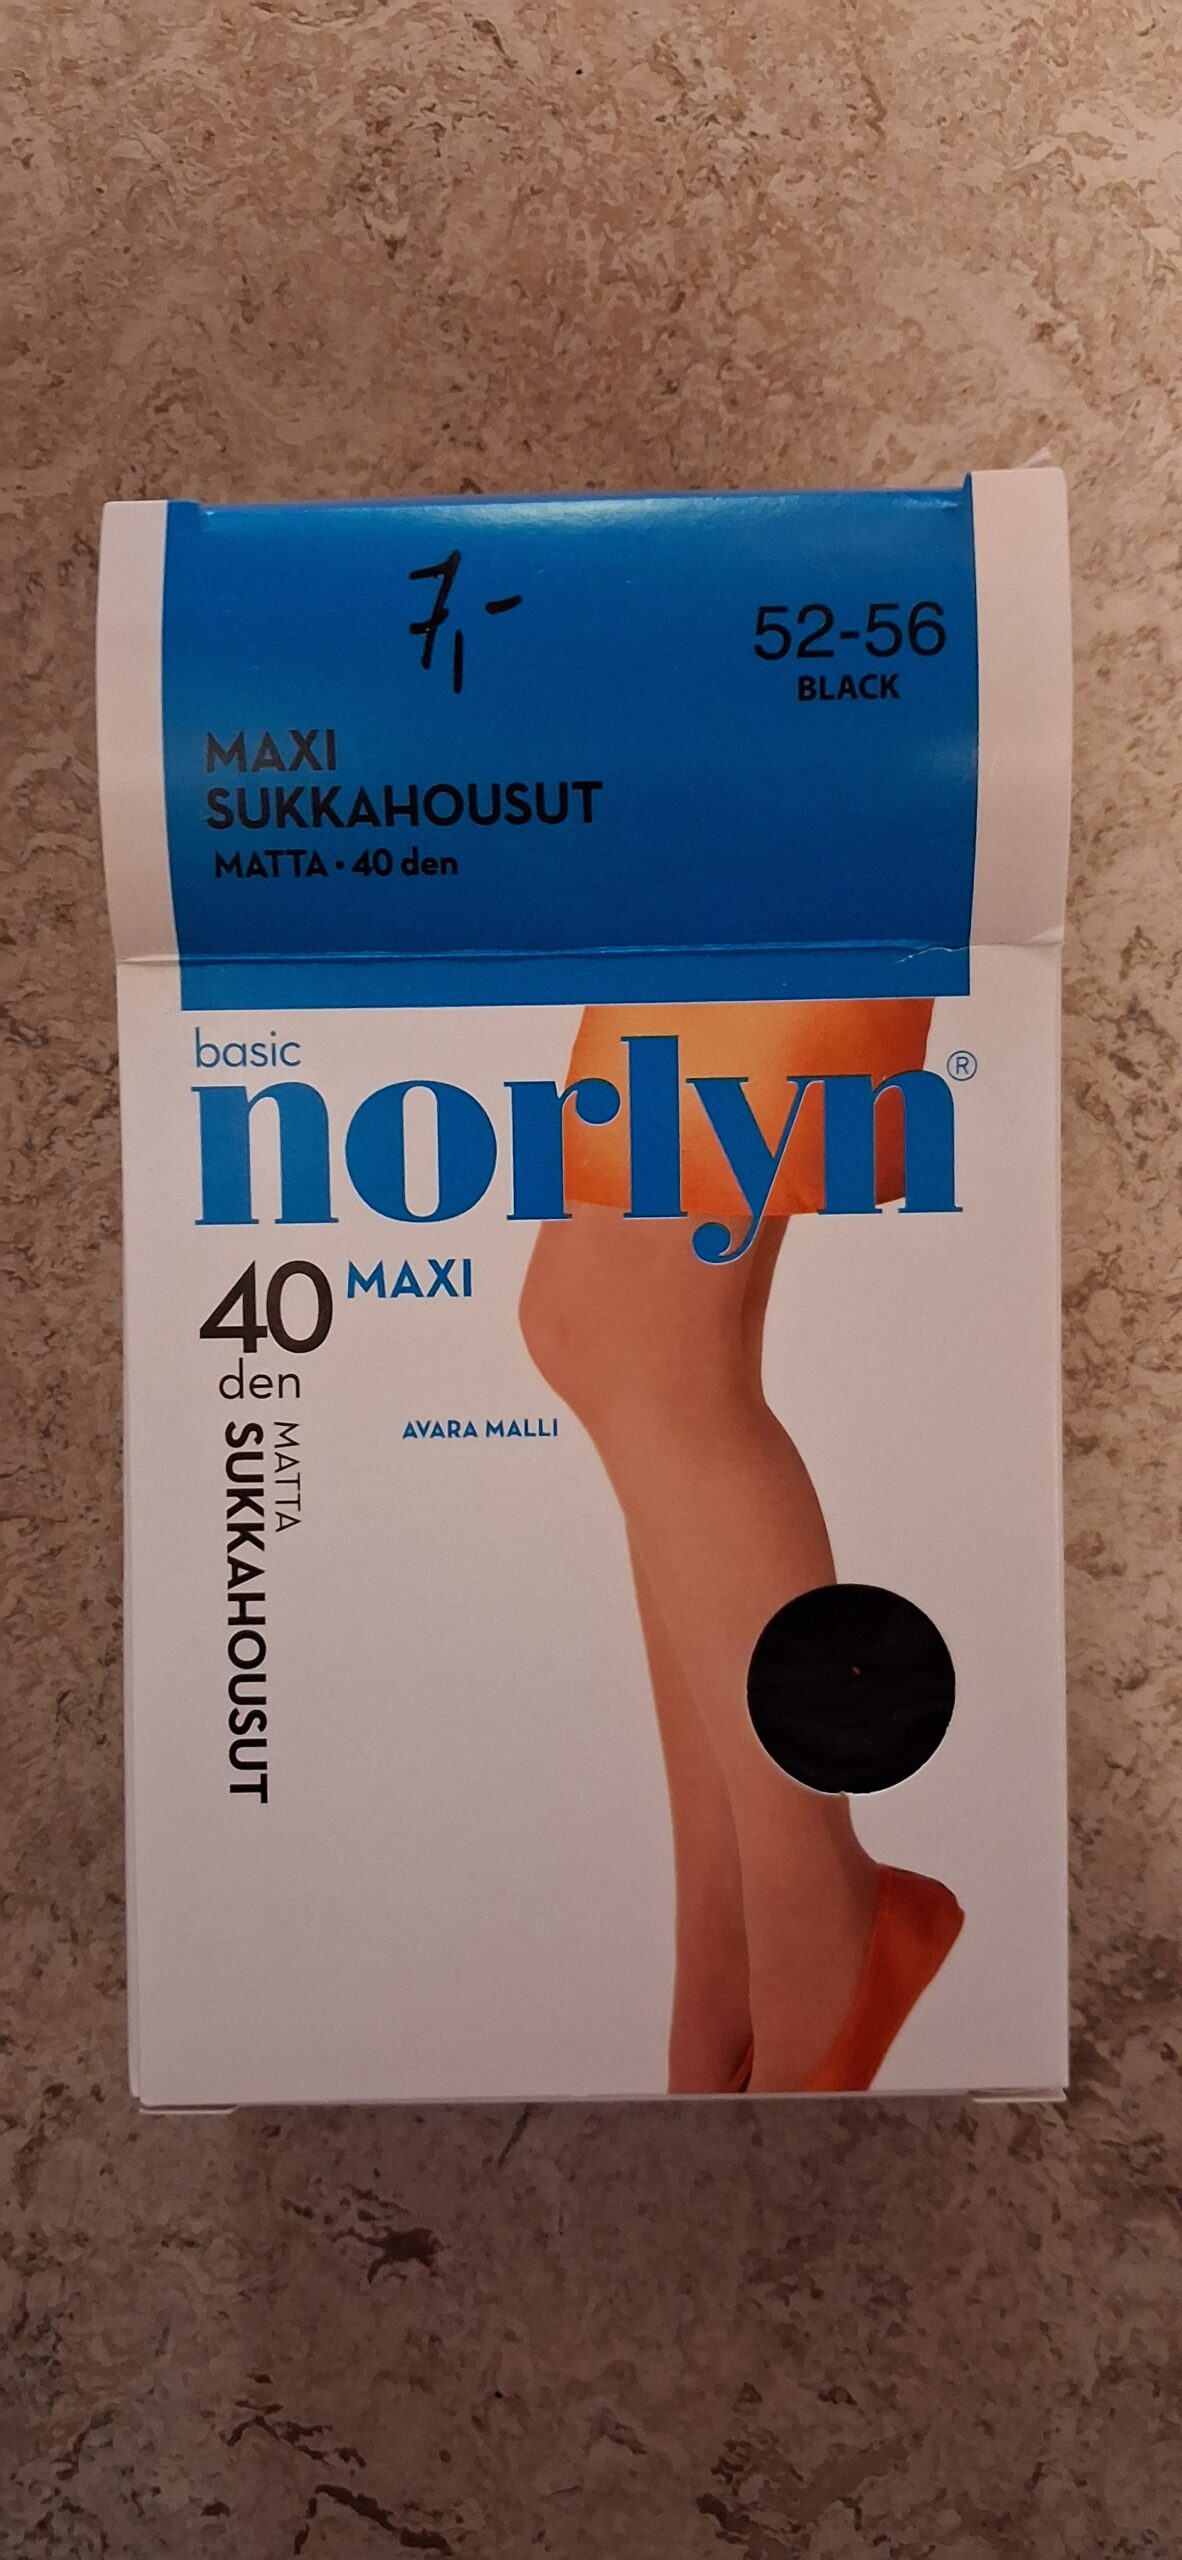 7,-
52-56
BLACK
MAXI
SUKKAHOUSUT
MATTA • 40 den
basic
norlyn®
40 MAXI
den
AVARA MALLI
MATTA
SUKKAHOUSUT